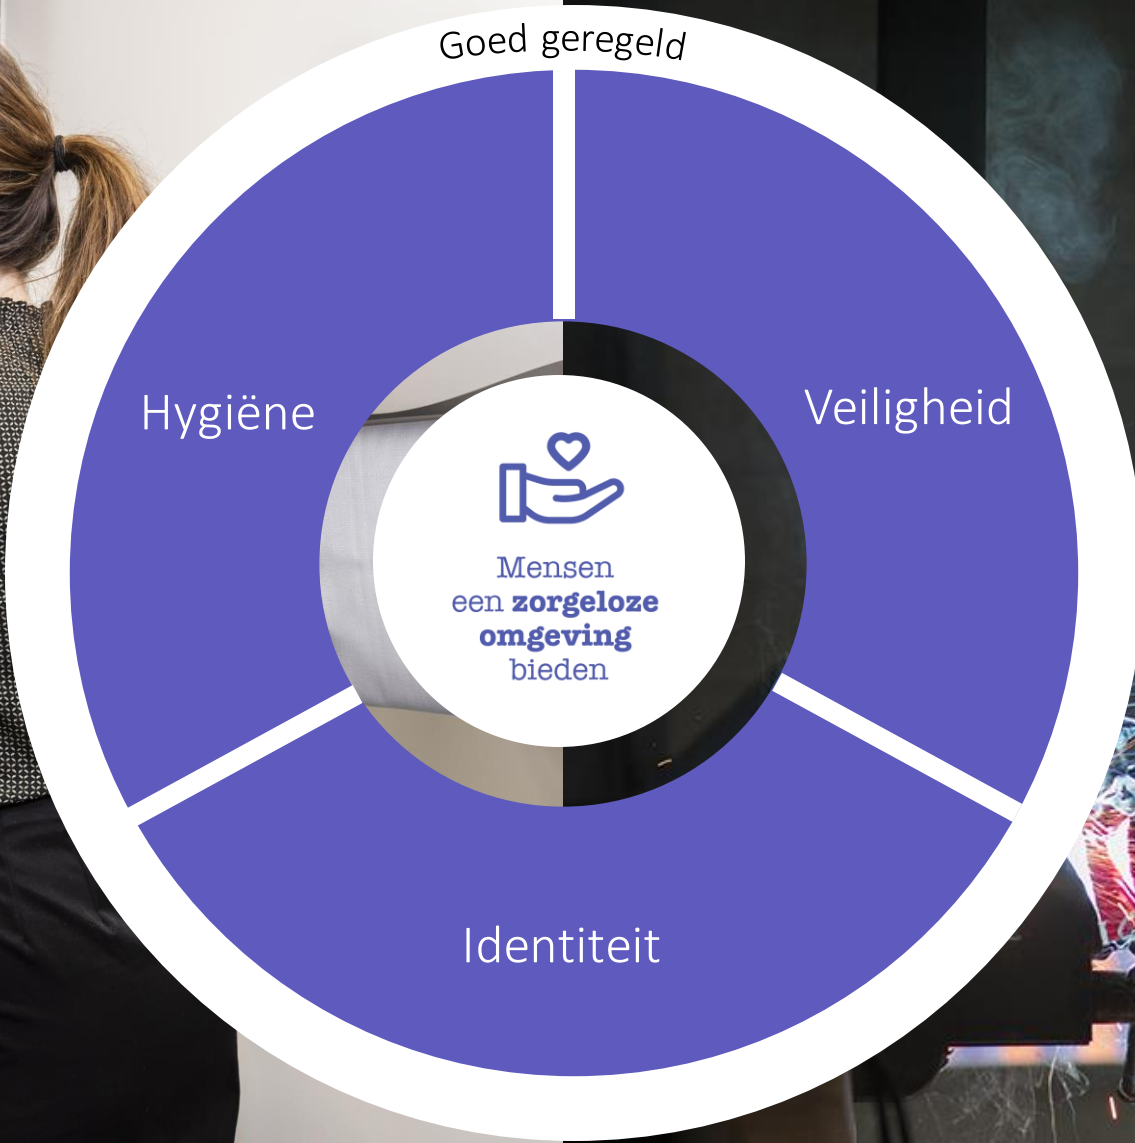 Goed geregeld
Hygiëne
Veiligheid
Mensen
een zorgeloze
omgeving
bieden
Identiteit